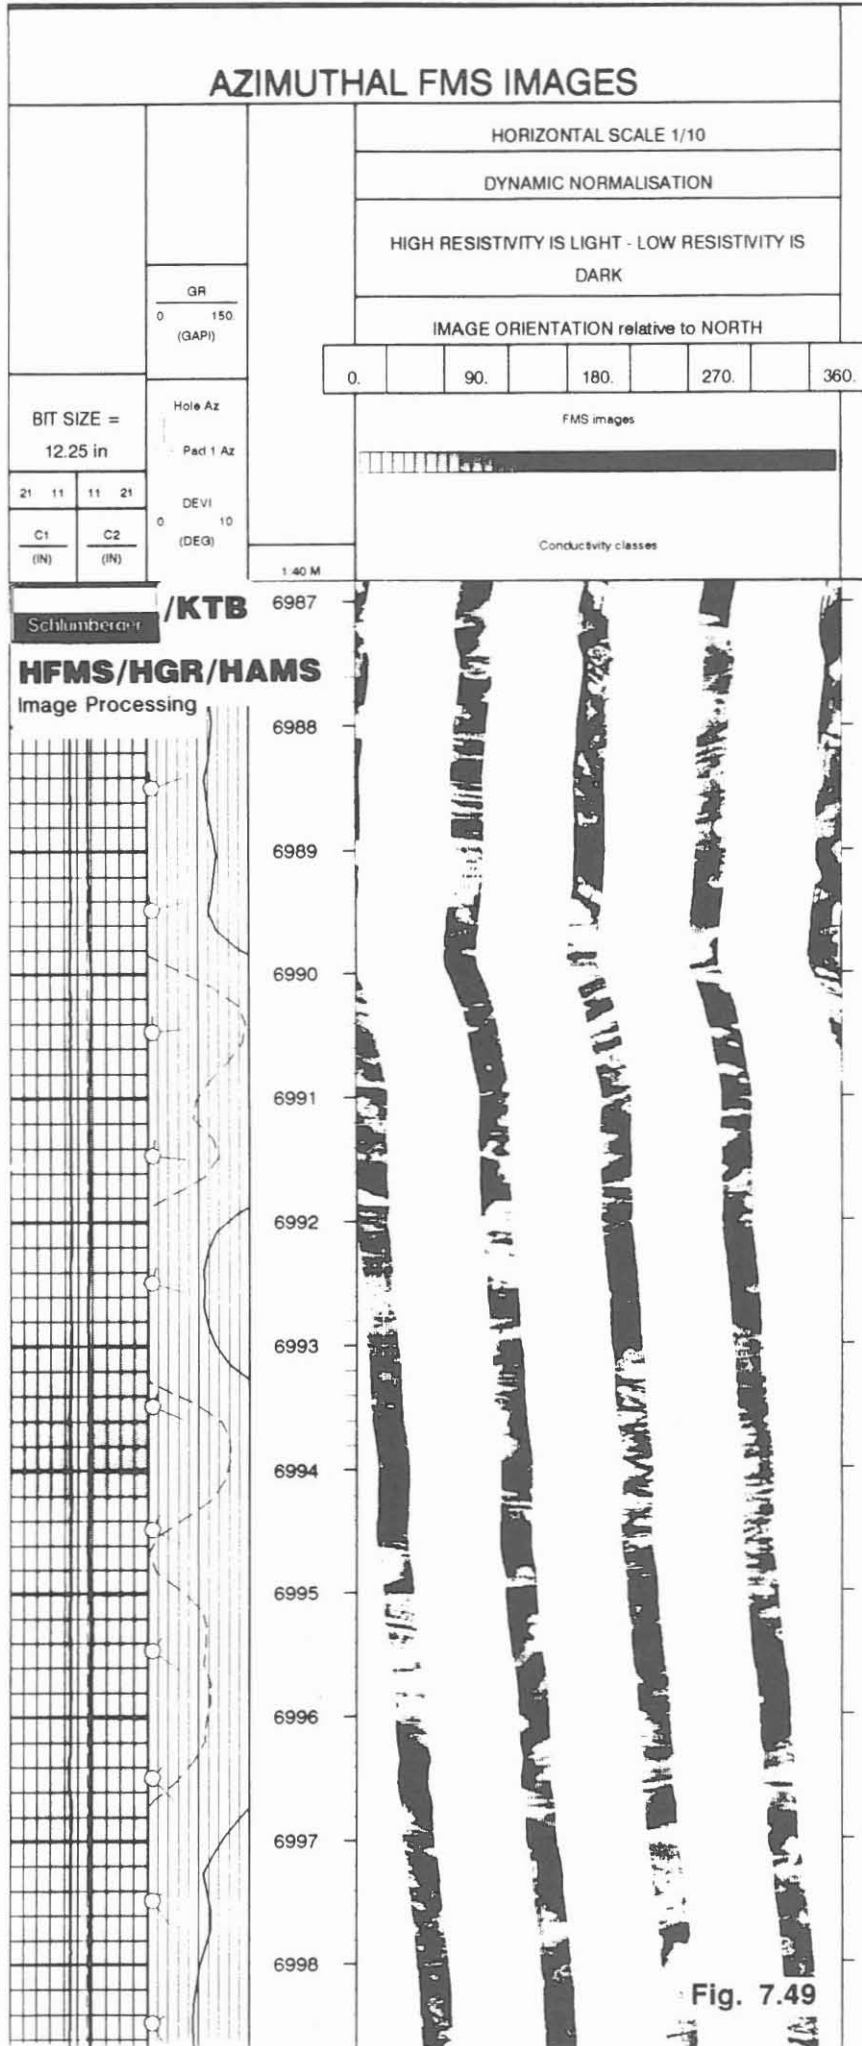 AZIMUTHAL FMS IMAGES
HORIZONTAL SCALE 1/10
DYNAMIC NORMALISATION
HIGH RESISTIVITY IS LIGHT - LOW RESISTIVITY IS
DARK
IMAGE ORIENTATION relative to NORTH
0. 90. 180. 270. 360.
FMS images
Conductivity classes
GR
0 150.
(GAPI)
Hole Az
Pad 1 Az
DEVI
0 10
(DEG)
BIT SIZE =
12.25 in
21 11 11 21
C1 C2
(IN) (IN)
1:40 M
Schlumberger /KTB
HFMS/HGR/HAMS
Image Processing
6987
6988
6989
6990
6991
6992
6993
6994
6995
6996
6997
6998
Fig. 7.49